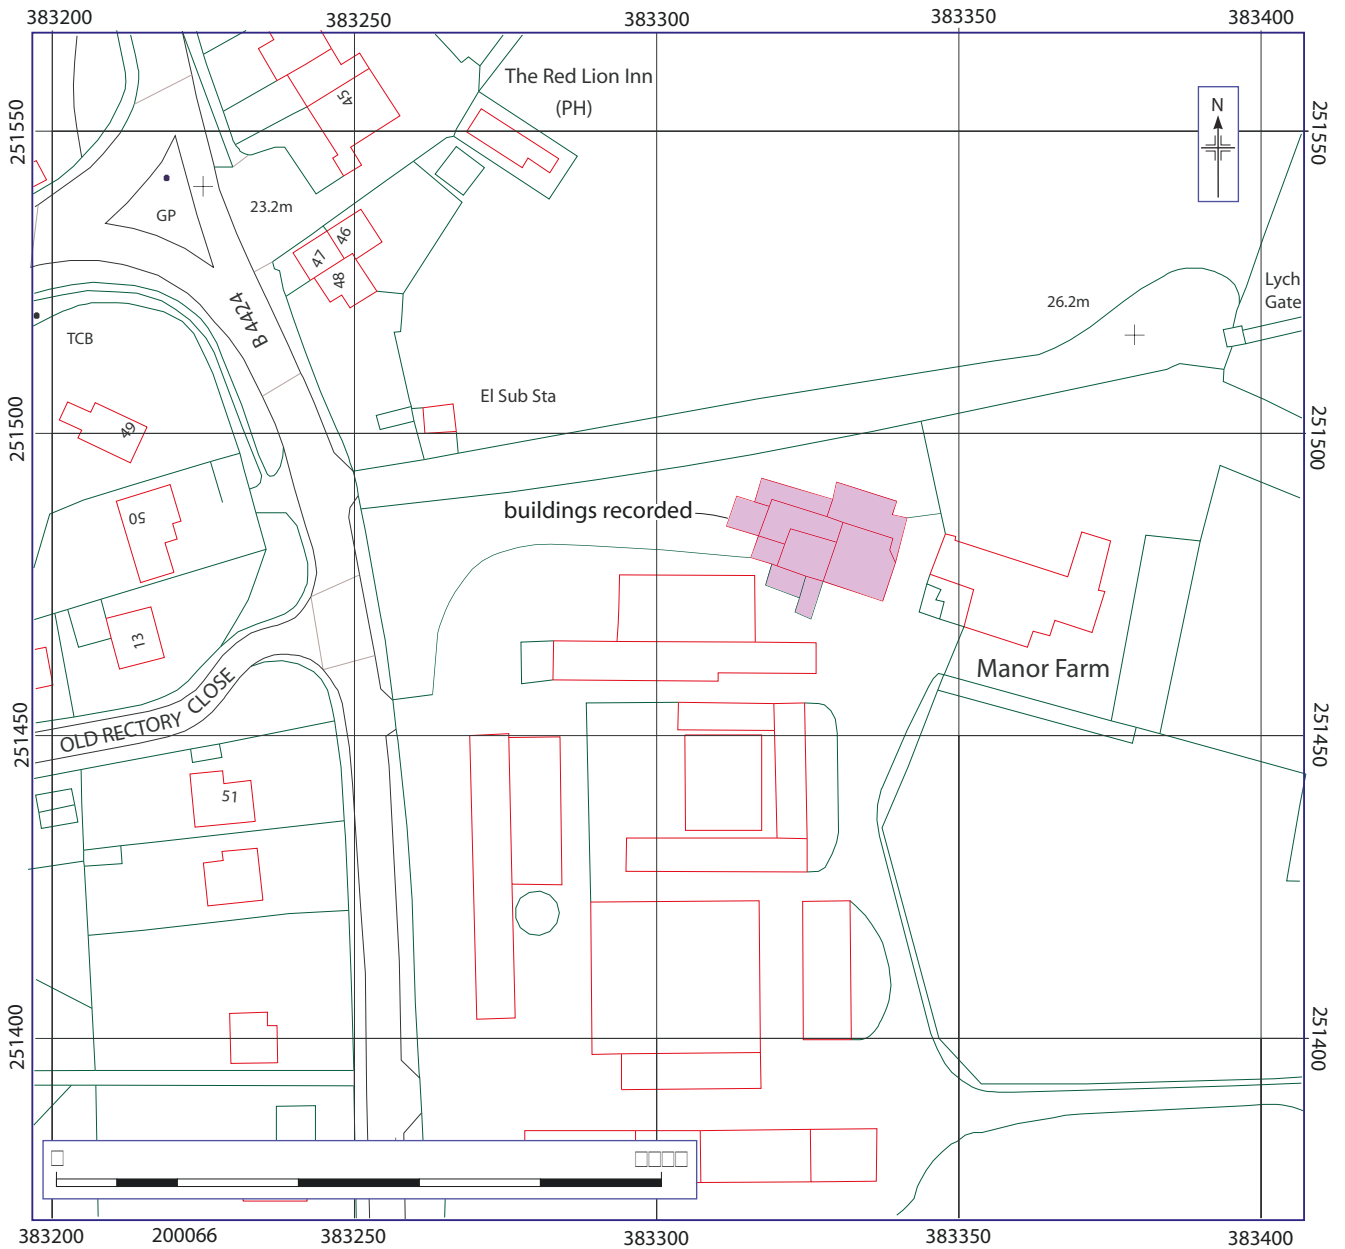 383200
383250
383300
383350
383400
The Red Lion Inn
(PH)
45
251550
251550
N
GP
23.2m
46
47
48
Lych
Gate
26.2m
B 4424
TCB
El Sub Sta
49
251500
251500
50
buildings recorded
13
Manor Farm
OLD RECTORY CLOSE
251450
251450
51
251400
251400
□
□□□□
383200
200066
383250
383300
383350
383400